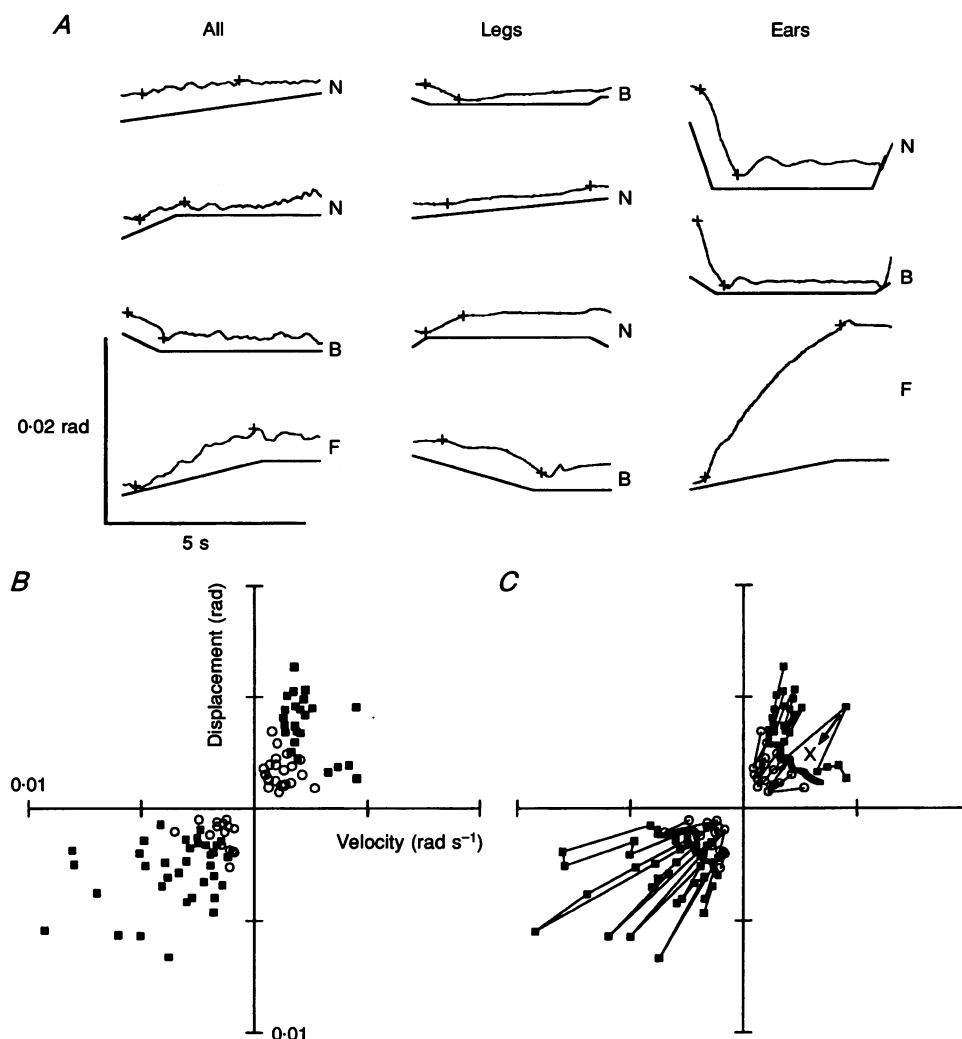 A
All
Legs
Ears
N
B
N
N
N
B
B
N
F
0·02 rad
F
B
5 s
B
C
Displacement (rad)
0·01
Velocity (rad s⁻¹)
X
0·01